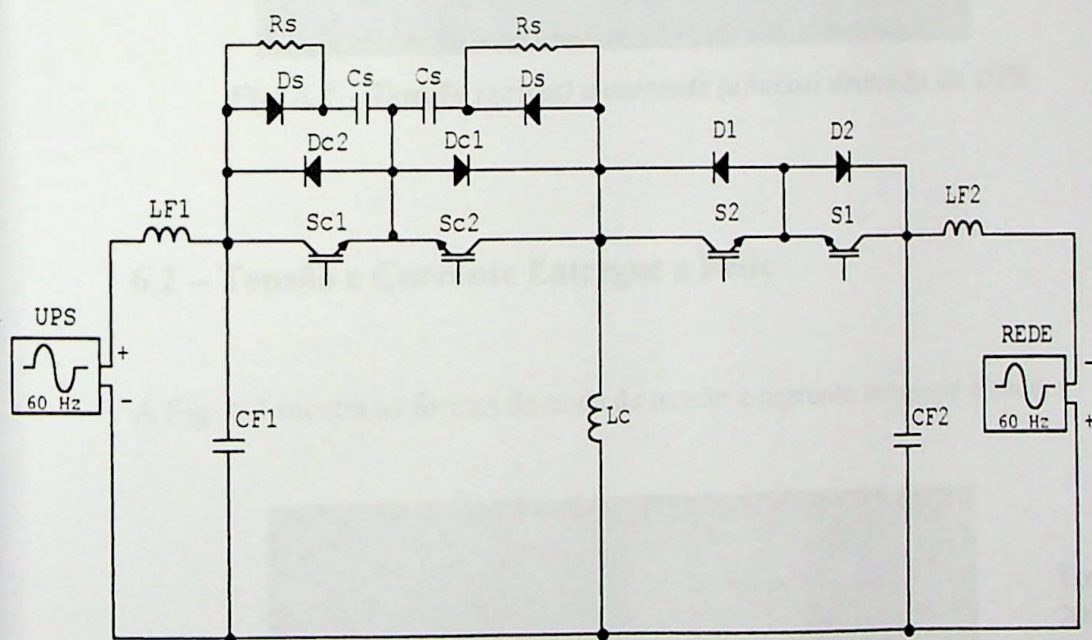 Rs
Rs
Ds
Cs
Cs
Ds
Dc2
Dc1
D1
D2
LF1
Sc1
Sc2
S2
S1
LF2
6.2 – Tensão e Corrente Entregue à Rede
UPS
+
60 Hz
−
REDE
−
60 Hz
+
CF1
Lc
CF2